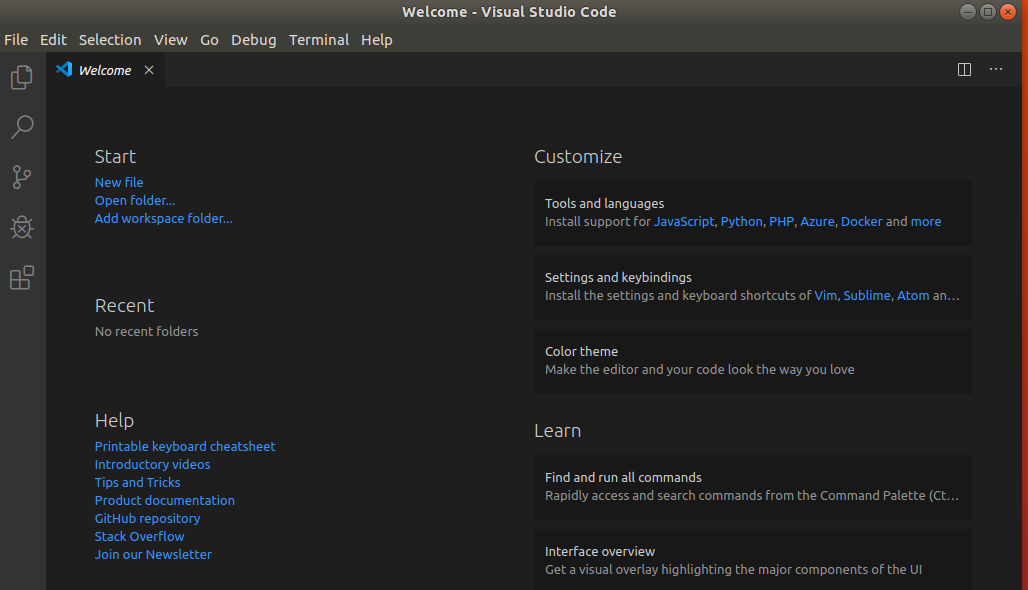 Welcome - Visual Studio Code
File Edit Selection View Go Debug Terminal Help
Welcome
Start
New file
Open folder...
Add workspace folder...
Recent
No recent folders
Help
Printable keyboard cheatsheet
Introductory videos
Tips and Tricks
Product documentation
GitHub repository
Stack Overflow
Join our Newsletter
Customize
Tools and languages
Install support for JavaScript, Python, PHP, Azure, Docker and more
Settings and keybindings
Install the settings and keyboard shortcuts of Vim, Sublime, Atom an…
Color theme
Make the editor and your code look the way you love
Learn
Find and run all commands
Rapidly access and search commands from the Command Palette (Ct…
Interface overview
Get a visual overlay highlighting the major components of the UI